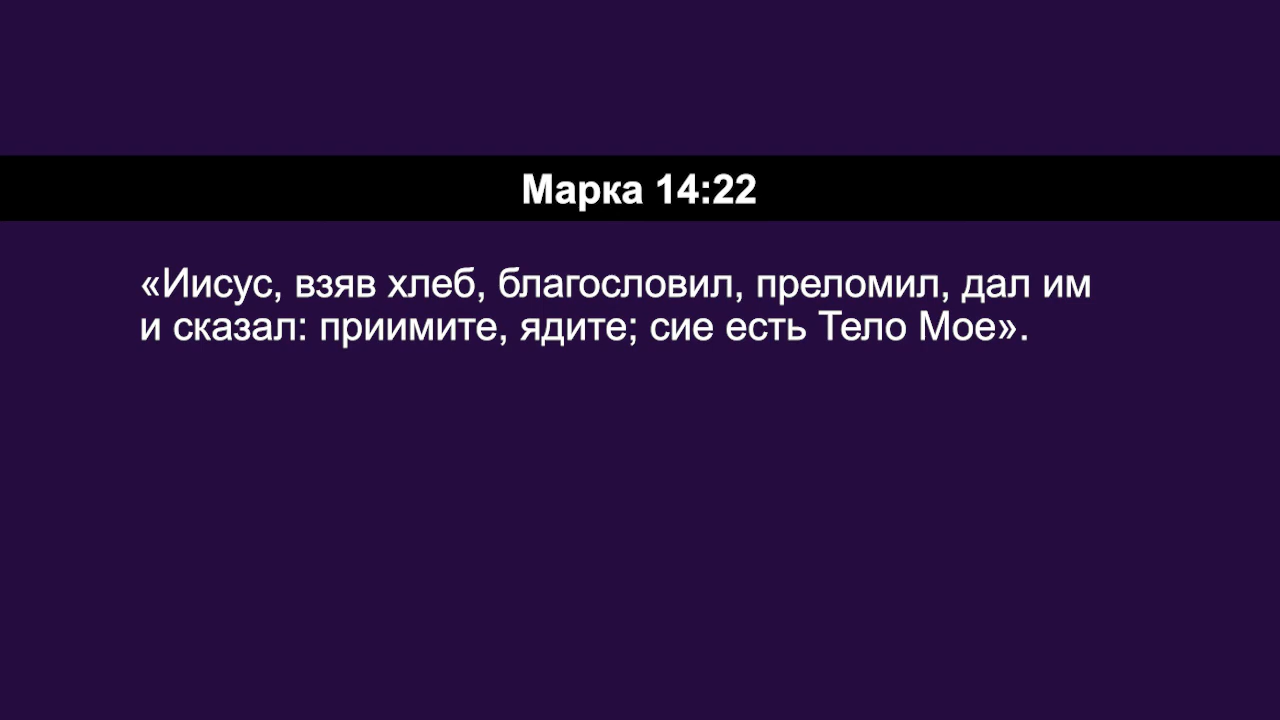 Марка 14:22
«Иисус, взяв хлеб, благословил, преломил, дал им
и сказал: приимите, ядите; сие есть Тело Мое».